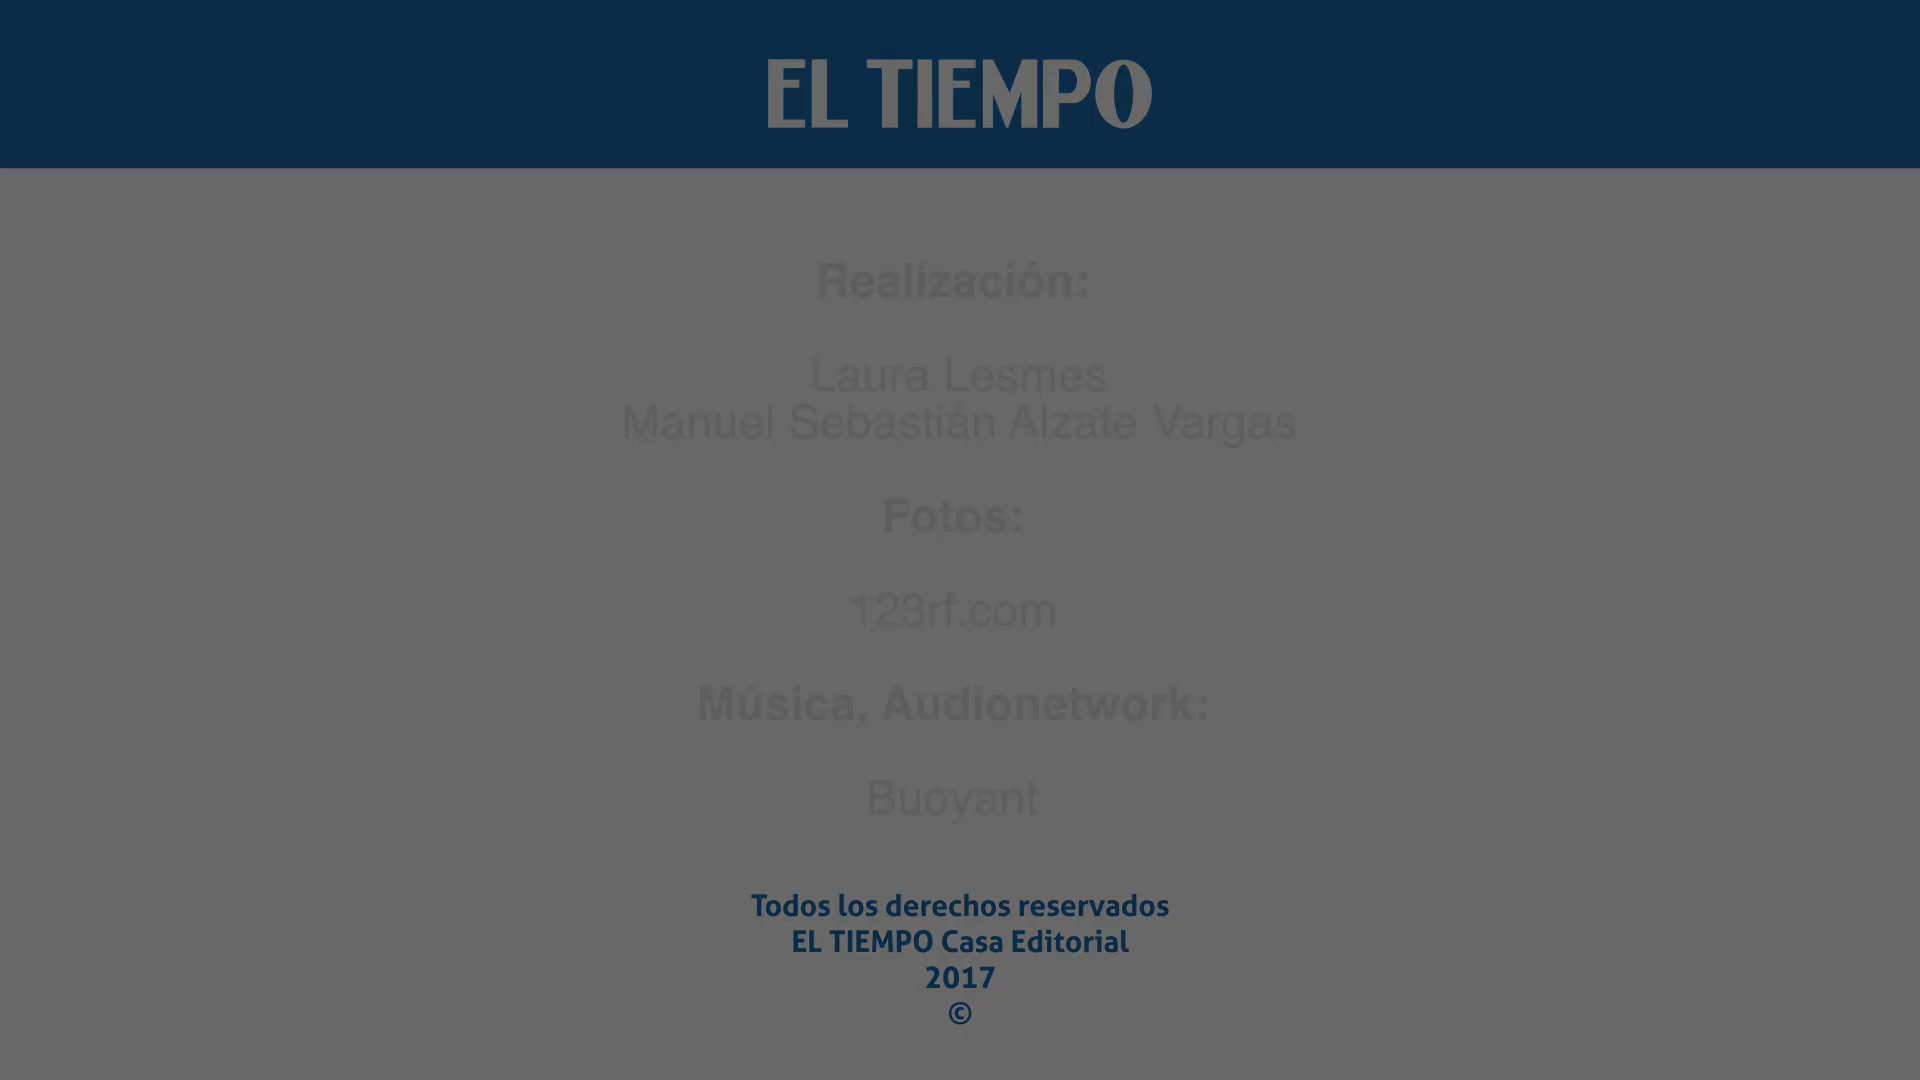 EL TIEMPO
Realización:
Laura Lesmes
Manuel Sebastián Alzate Vargas
Fotos:
123rf.com
Música, Audionetwork:
Buoyant
Todos los derechos reservados
EL TIEMPO Casa Editorial
2017
©